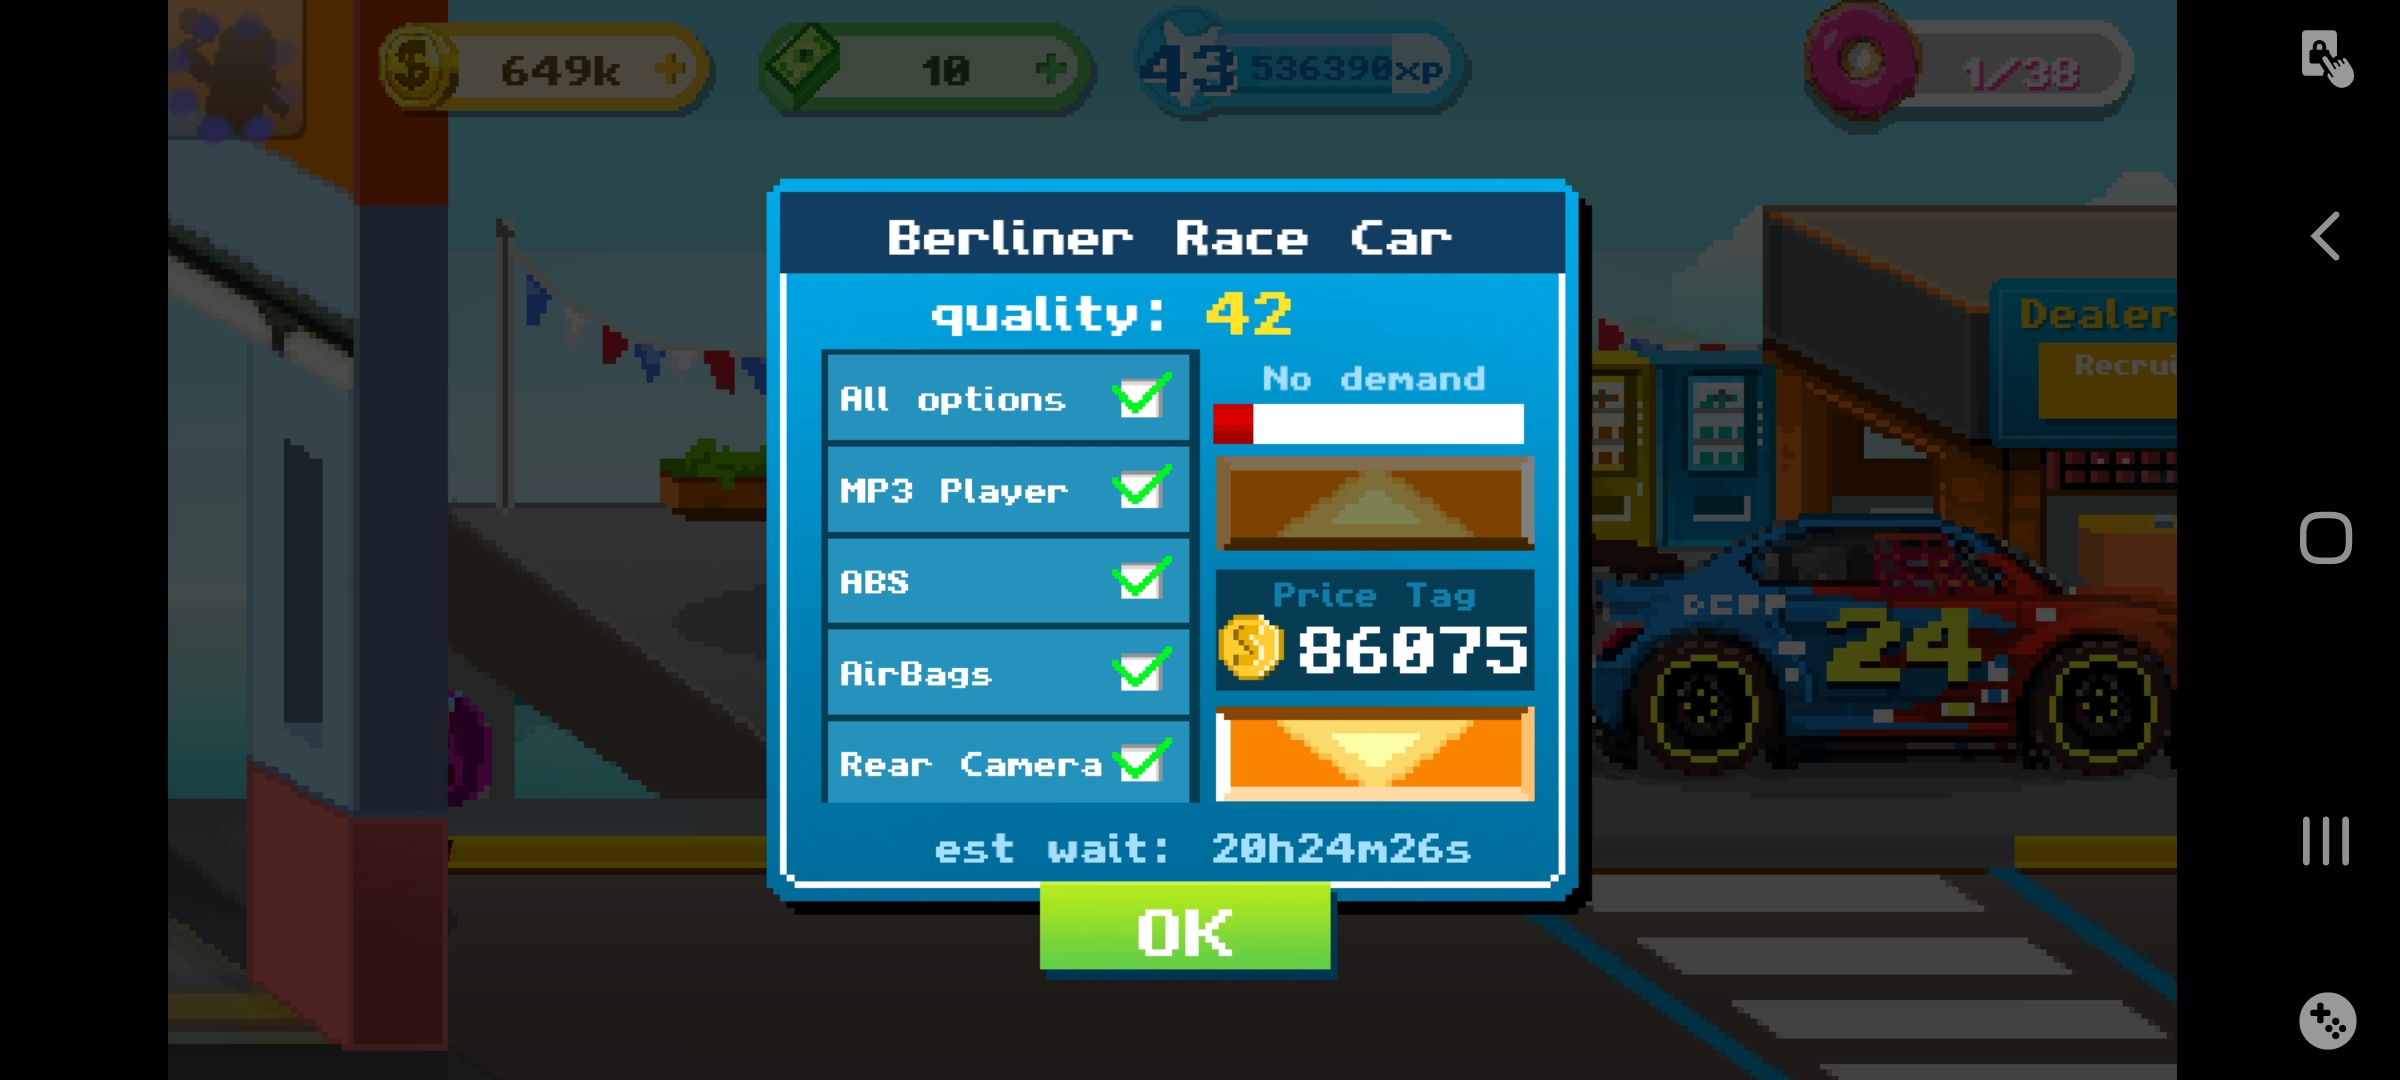 649k
10
43 536390xp
1/38
Berliner Race Car
quality: 42
All options
MP3 Player
ABS
AirBags
Rear Camera
No demand
Price Tag
86075
est wait: 20h24m26s
OK
Dealer
Recrui
24